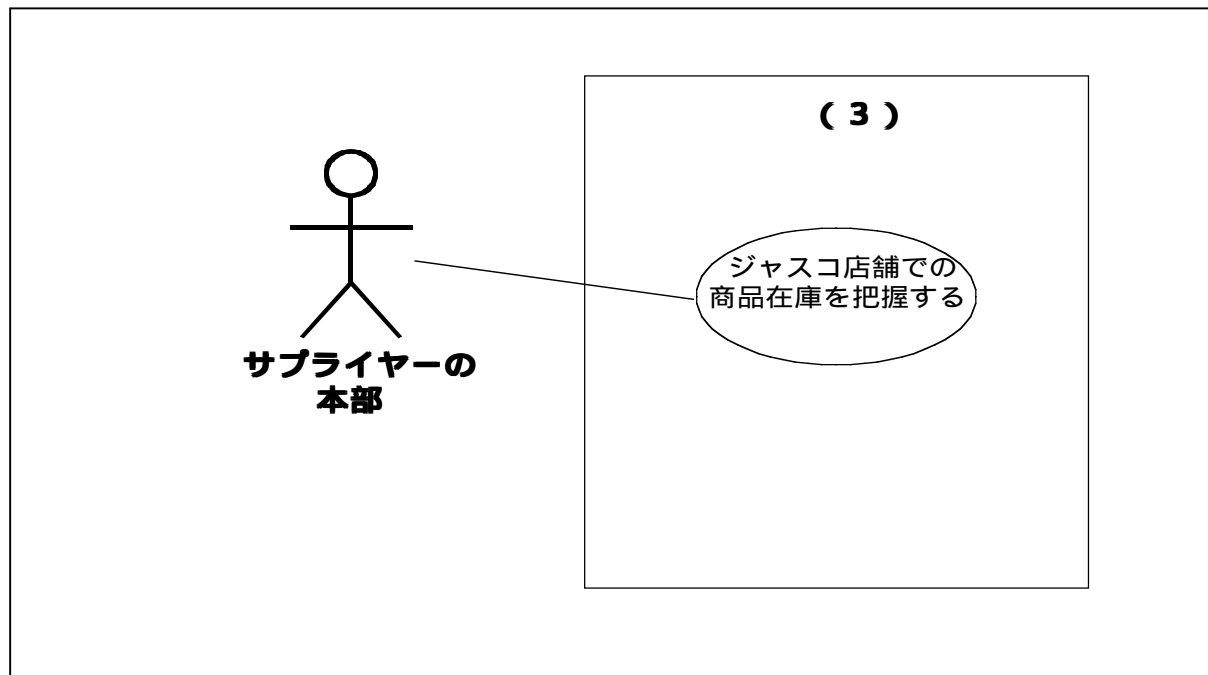 （３）
ジャスコ店舗での
商品在庫を把握する
サプライヤーの
本部